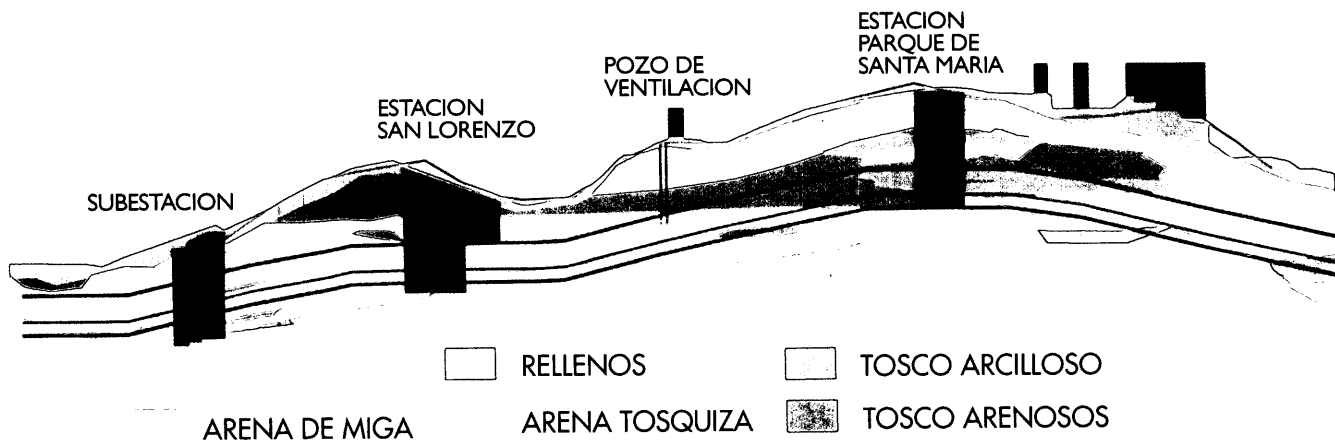 ESTACION
PARQUE DE
SANTA MARIA
POZO DE
VENTILACION
ESTACION
SAN LORENZO
SUBESTACION
RELLENOS
TOSCO ARCILLOSO
ARENA DE MIGA
ARENA TOSQUIZA
TOSCO ARENOSOS